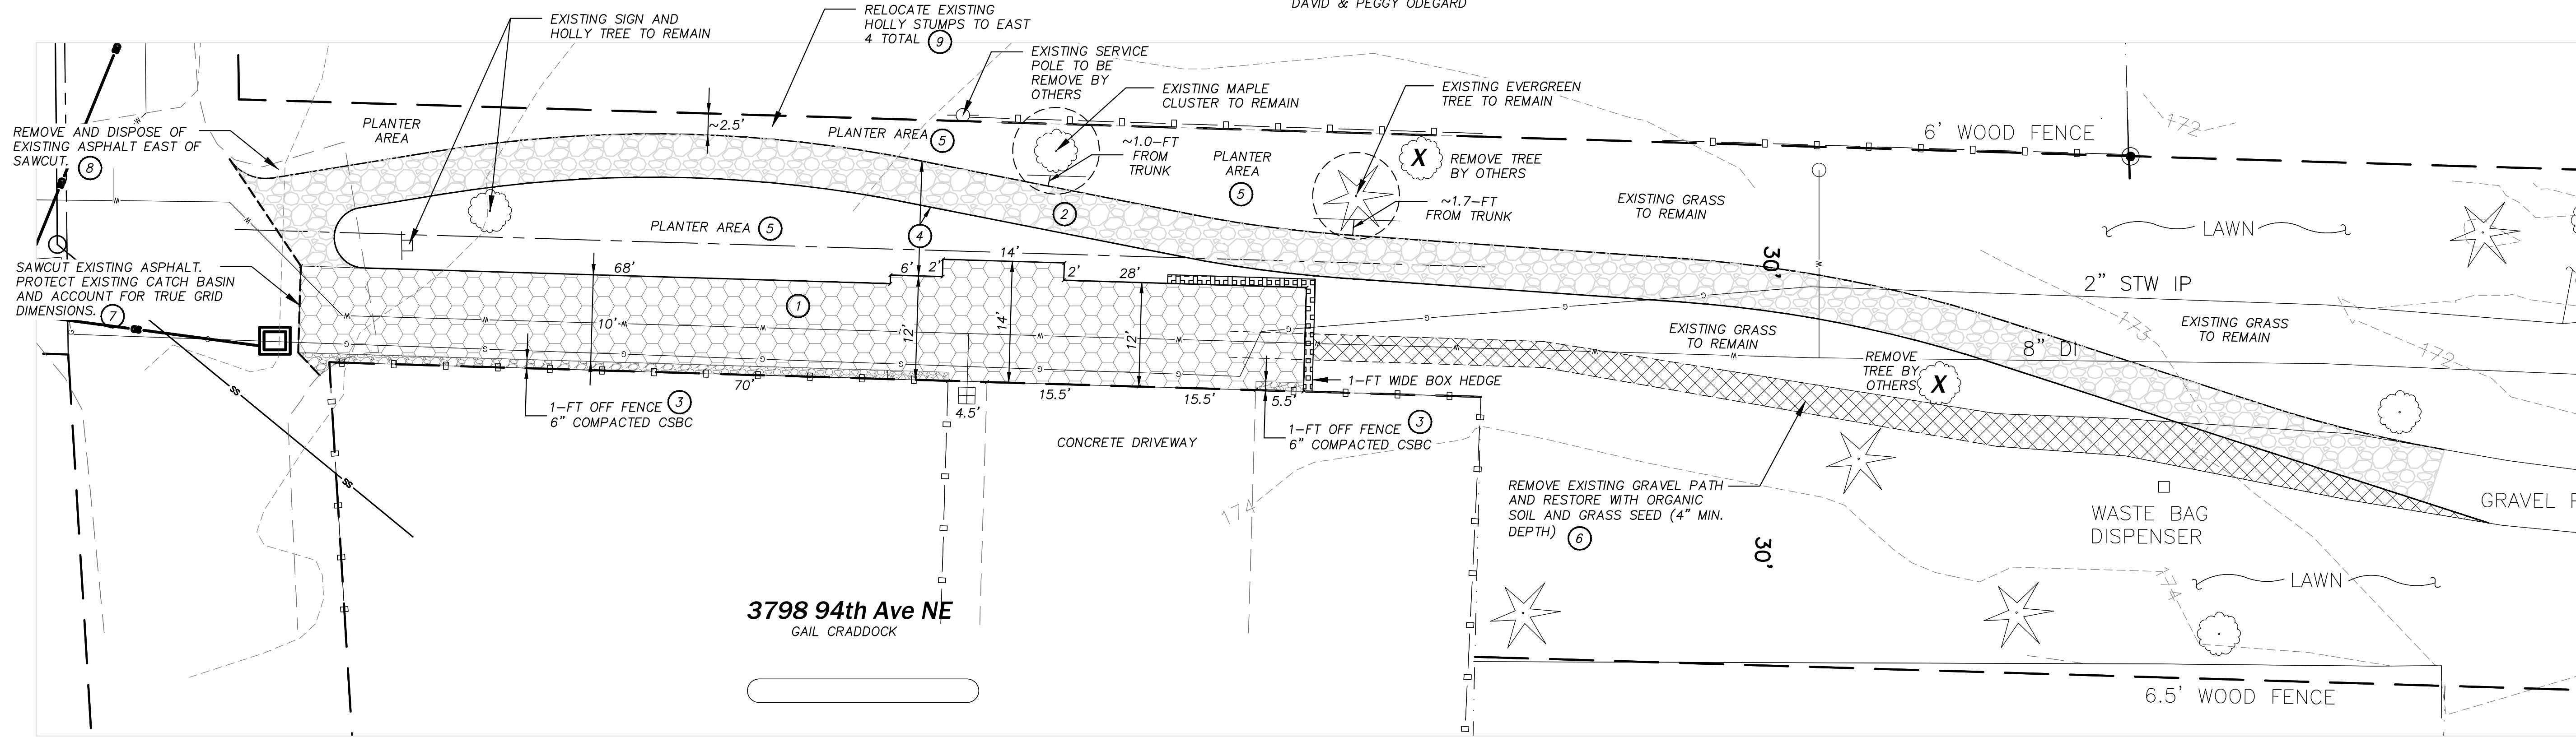 DAVID & PEGGY ODEGARD
EXISTING SIGN AND
HOLLY TREE TO REMAIN
RELOCATE EXISTING
HOLLY STUMPS TO EAST
4 TOTAL 9
EXISTING SERVICE
POLE TO BE
REMOVE BY
OTHERS
EXISTING MAPLE
CLUSTER TO REMAIN
EXISTING EVERGREEN
TREE TO REMAIN
REMOVE AND DISPOSE OF
EXISTING ASPHALT EAST OF
SAWCUT. 8
PLANTER
AREA
~2.5'
PLANTER AREA 5
~1.0-FT
FROM
TRUNK
PLANTER
AREA
5
X
REMOVE TREE
BY OTHERS
6' WOOD FENCE
172
~1.7-FT
FROM TRUNK
EXISTING GRASS
TO REMAIN
LAWN
2
PLANTER AREA 5
4
SAWCUT EXISTING ASPHALT.
PROTECT EXISTING CATCH BASIN
AND ACCOUNT FOR TRUE GRID
DIMENSIONS. 7
68'
6'
2'
14'
2'
28'
30'
2" STW IP
1
10'
12'
14'
12'
W
W
W
W
W
W
W
W
W
W
W
G
G
G
G
G
G
G
G
G
G
EXISTING GRASS
TO REMAIN
8" DI
173
EXISTING GRASS
TO REMAIN
172
REMOVE
TREE BY
OTHERS
X
70'
4.5'
15.5'
15.5'
5.5'
1-FT WIDE BOX HEDGE
1-FT OFF FENCE 3
6" COMPACTED CSBC
CONCRETE DRIVEWAY
1-FT OFF FENCE 3
6" COMPACTED CSBC
SS
SS
174
REMOVE EXISTING GRAVEL PATH
AND RESTORE WITH ORGANIC
SOIL AND GRASS SEED (4" MIN.
DEPTH) 6
30'
WASTE BAG
DISPENSER
GRAVEL
174
LAWN
3798 94th Ave NE
GAIL CRADDOCK
6.5' WOOD FENCE